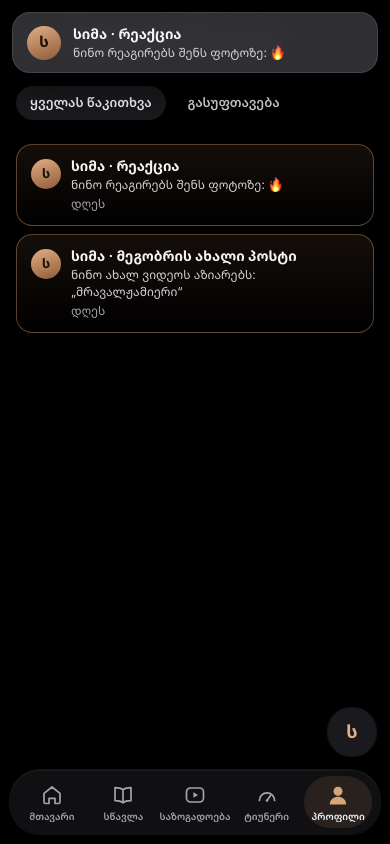 ს
სიმა · რეაქცია
ნინო რეაგირებს შენს ფოტოზე: 🔥
ყველას წაკითხვა
გასუფთავება
ს
სიმა · რეაქცია
ნინო რეაგირებს შენს ფოტოზე: 🔥
დღეს
ს
სიმა · მეგობრის ახალი პოსტი
ნინო ახალ ვიდეოს აზიარებს:
„მრავალჟამიერი“
დღეს
ს
მთავარი
სწავლა
საზოგადოება
ტიუნერი
პროფილი